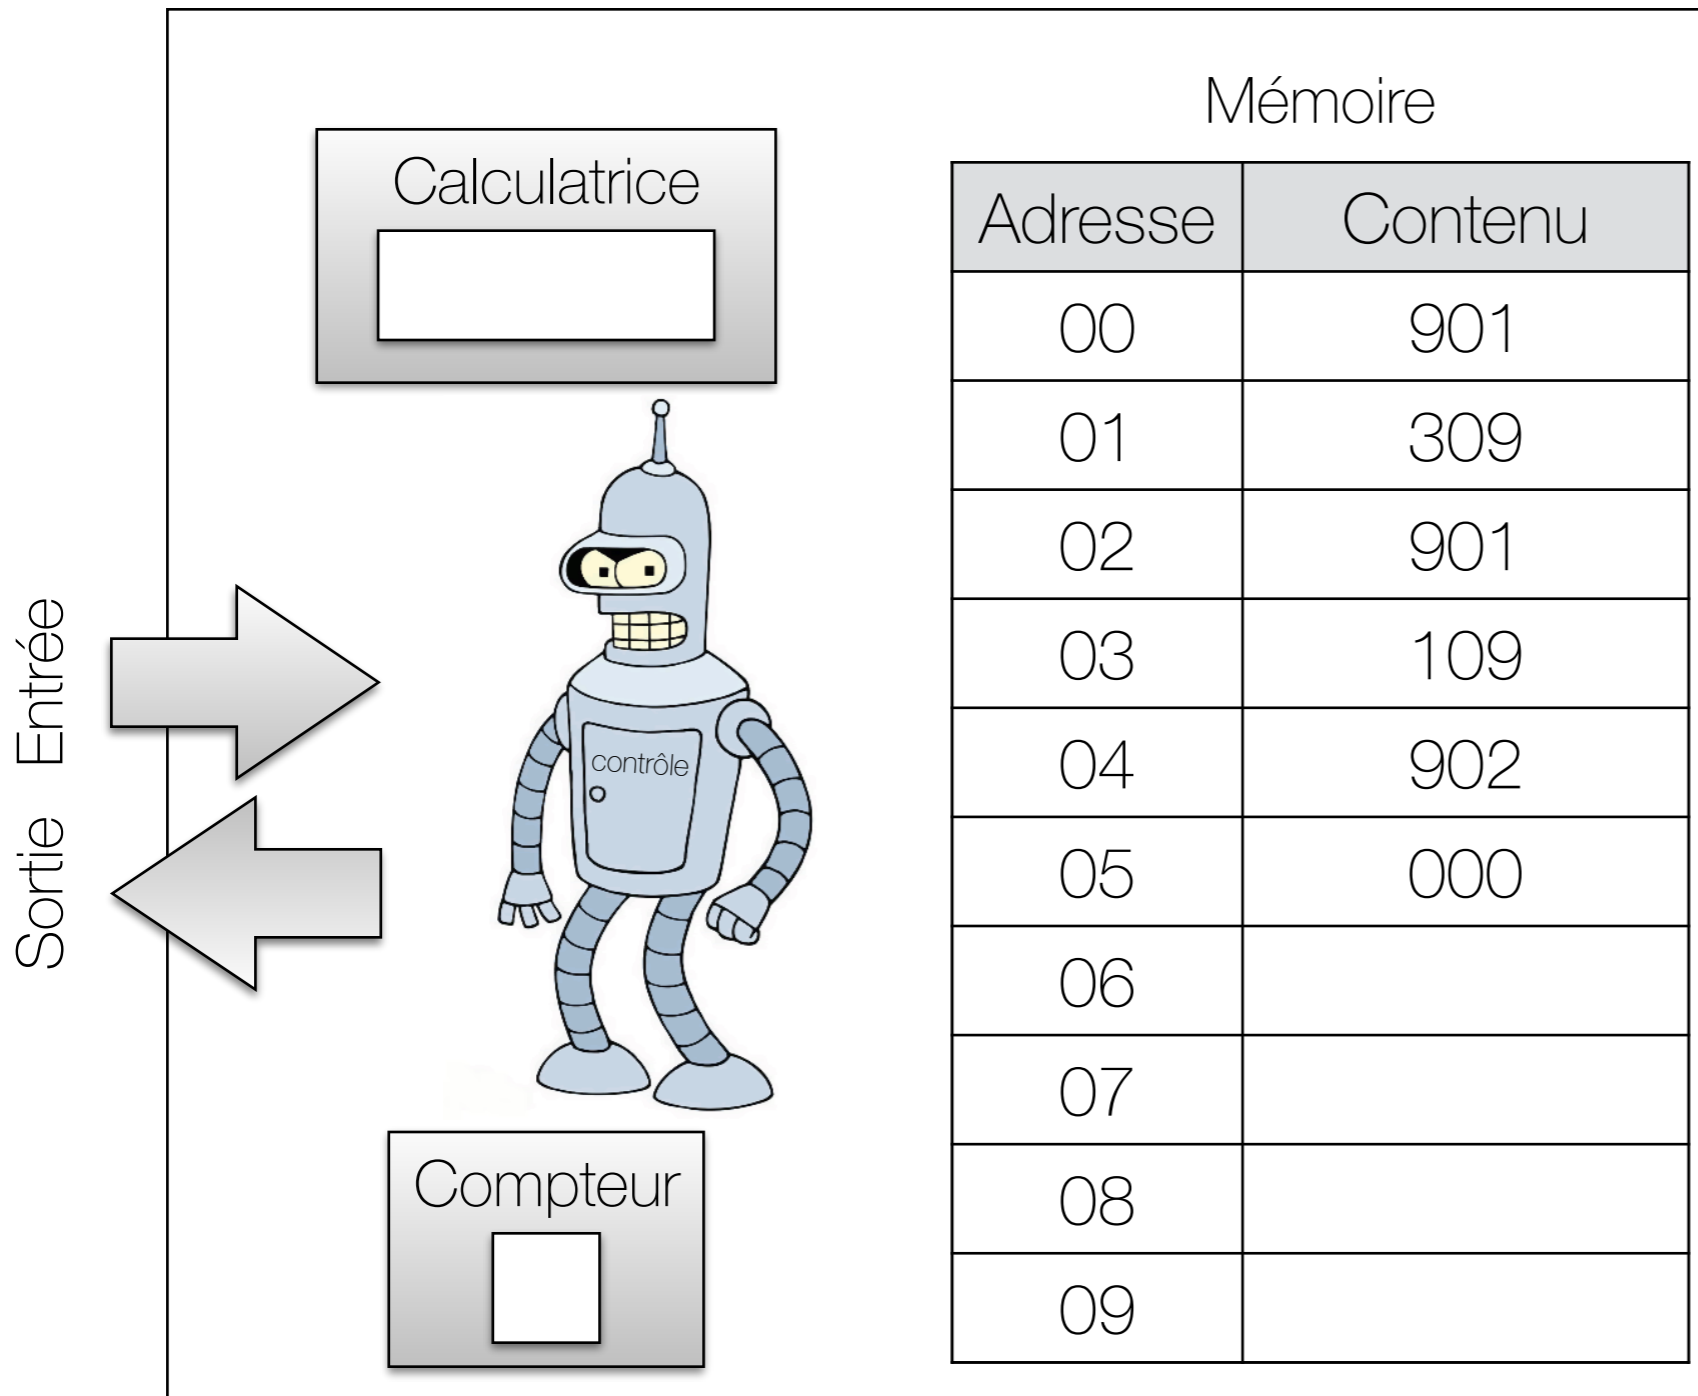 Mémoire
Calculatrice
Adresse Contenu
00 901
01 309
02 901
03 109
04 902
05 000
06
07
08
09
Entrée
Sortie
contrôle
Compteur